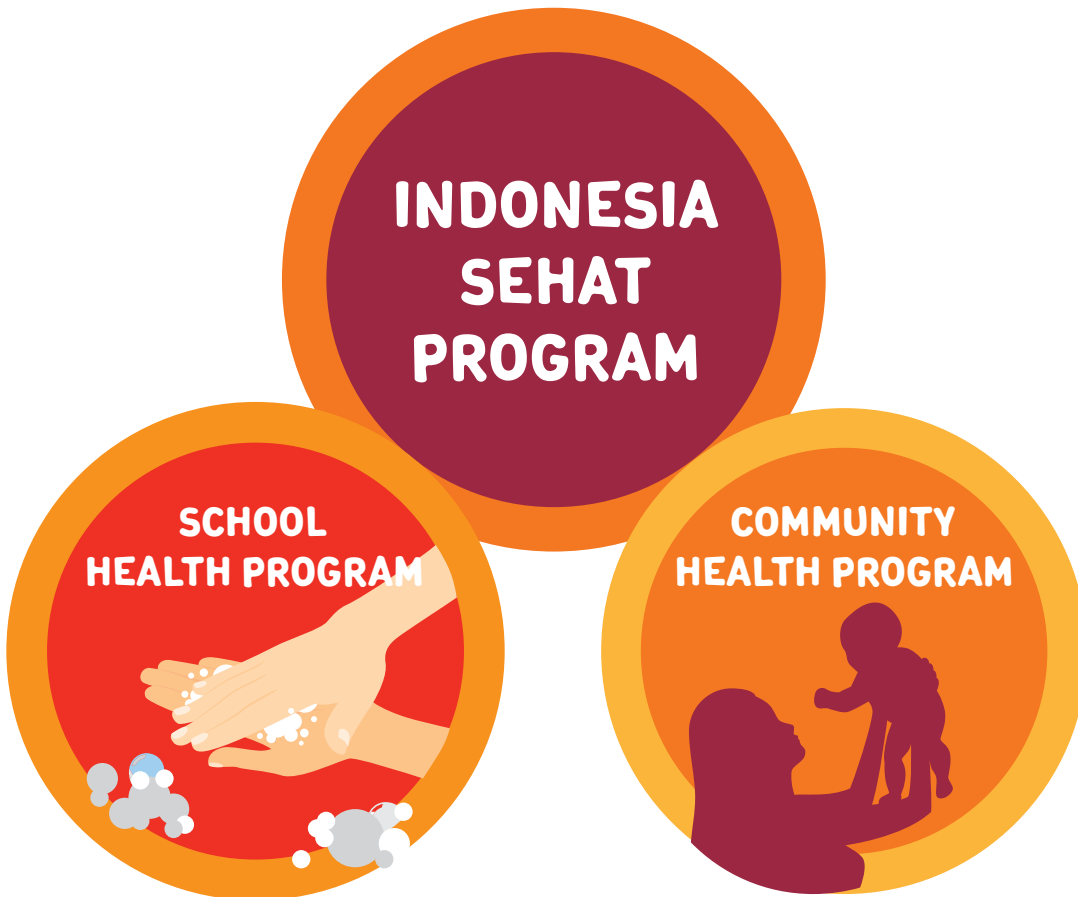 INDONESIA
SEHAT
PROGRAM
SCHOOL
HEALTH PROGRAM
COMMUNITY
HEALTH PROGRAM